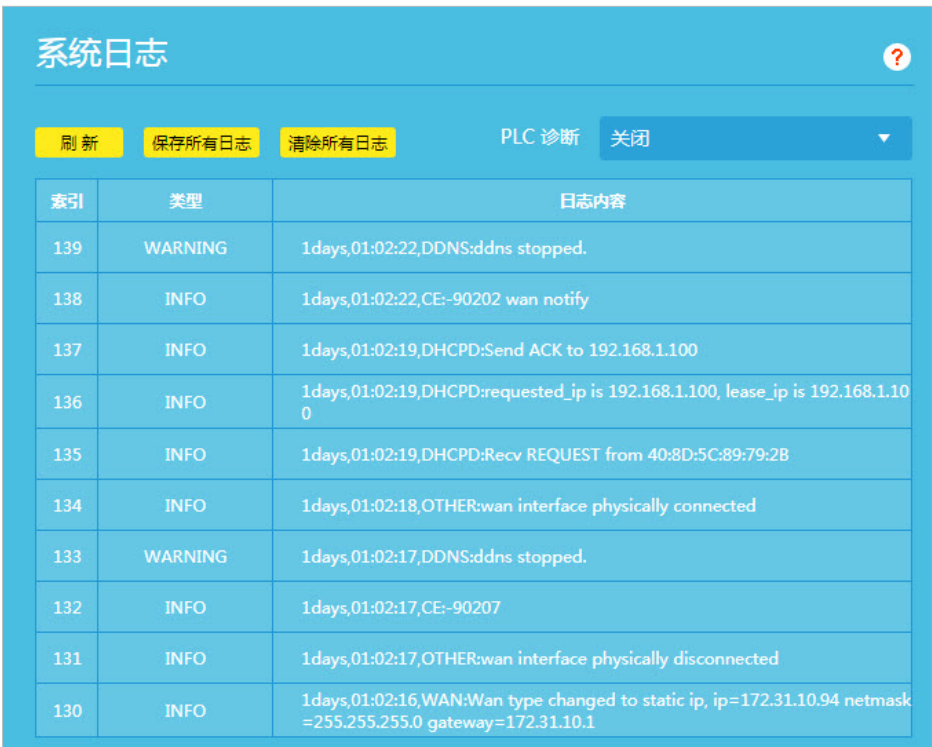 系统日志
?
刷 新 保存所有日志 清除所有日志 PLC 诊断 关闭
索引 类型 日志内容
139 WARNING 1days,01:02:22,DDNS:ddns stopped.
138 INFO 1days,01:02:22,CE:-90202 wan notify
137 INFO 1days,01:02:19,DHCPD:Send ACK to 192.168.1.100
136 INFO 1days,01:02:19,DHCPD:requested_ip is 192.168.1.100, lease_ip is 192.168.1.10
0
135 INFO 1days,01:02:19,DHCPD:Recv REQUEST from 40:8D:5C:89:79:2B
134 INFO 1days,01:02:18,OTHER:wan interface physically connected
133 WARNING 1days,01:02:17,DDNS:ddns stopped.
132 INFO 1days,01:02:17,CE:-90207
131 INFO 1days,01:02:17,OTHER:wan interface physically disconnected
130 INFO 1days,01:02:16,WAN:Wan type changed to static ip, ip=172.31.10.94 netmask
=255.255.255.0 gateway=172.31.10.1